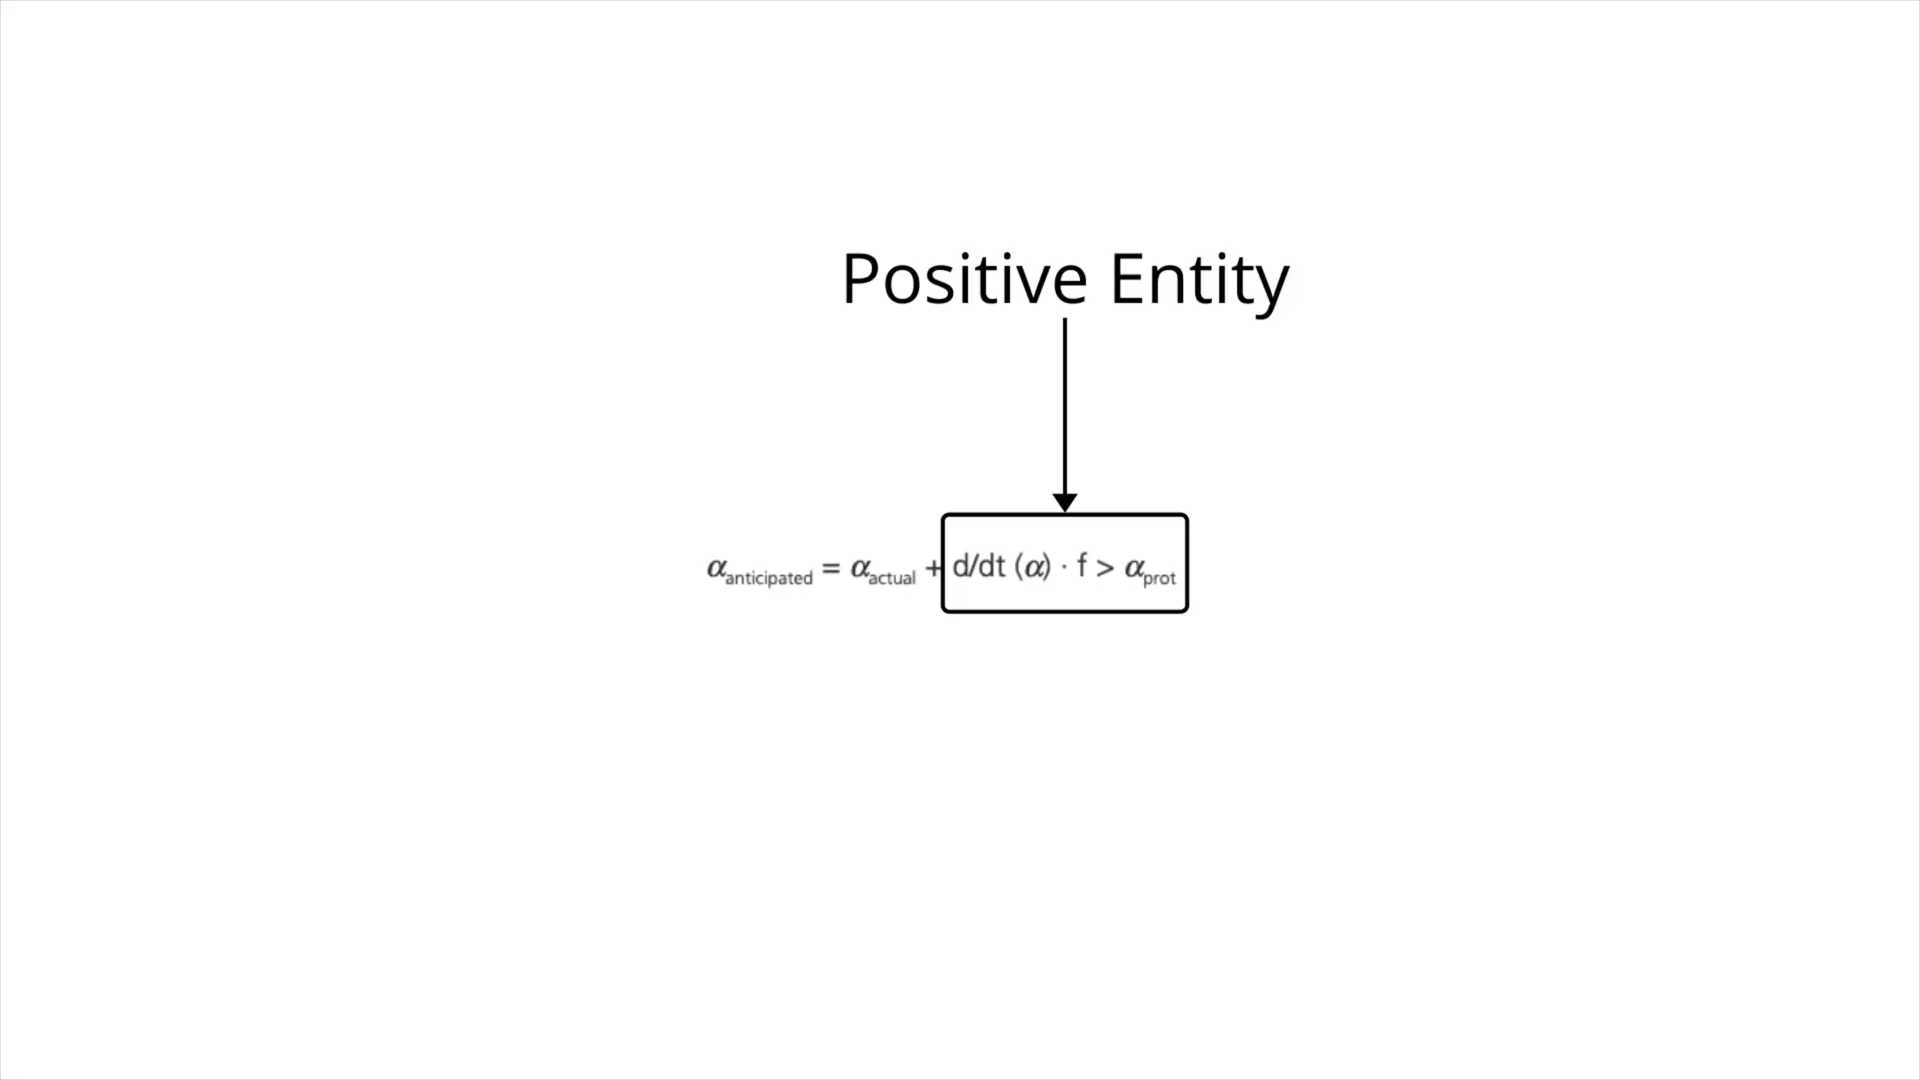 Positive Entity
αanticipated = αactual + d/dt (α) · f > αprot